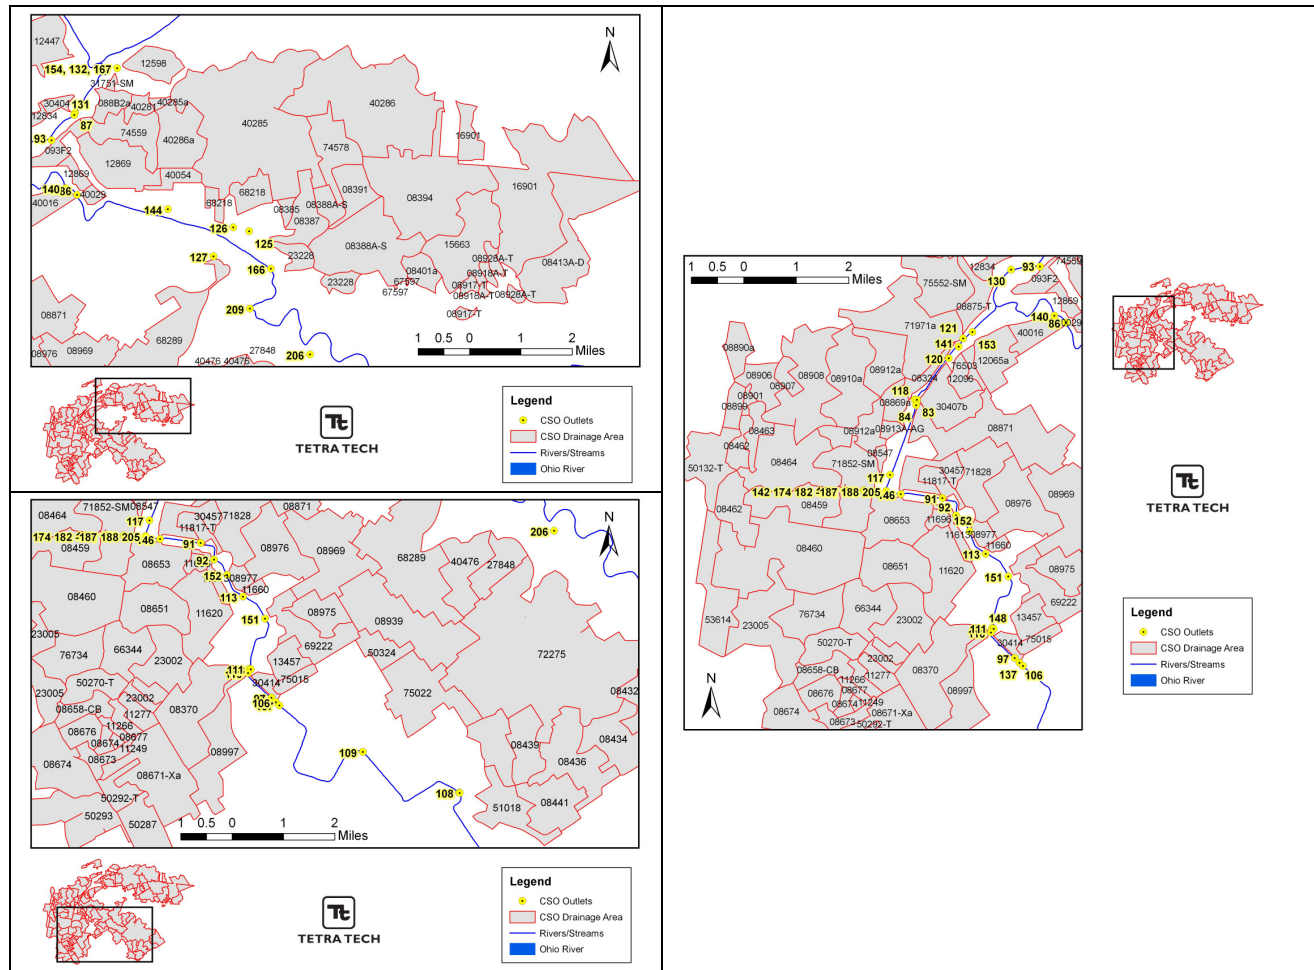 12447
N
154, 132, 167
12598
31751-SM
30404
131
088B2a
40281
40285a
12834
87
74559
40285
40286
16901
193
093F2
40286a
74578
12869
12869
40054
08391
16901
140
86
40029
68218
08394
40016
144
68218
08385
08388A-S
08387
126
125
08388A-S
15663
127
23228
08928A-T
08413A-D
166
08401a
08918A-T
23228
67597
08917-T
67597
08918A-T
08928A-T
209
08917-T
08871
68289
08976
08969
40476
40475
27848
206
1 0.5 0 1 2
Miles
Legend
CSO Outlets
CSO Drainage Area
Rivers/Streams
Ohio River
Tt
TETRA TECH
08464
71852-SM
08547
08871
117
30457
71828
11817-T
174 182 187 188 205
146
91
206
N
08459
08653
92
08976
08969
68289
40476
27848
152
308977
08460
08651
11620
113
11660
08975
08939
151
23005
66344
69222
50324
72275
76734
23002
13457
111
30414
75015
50270-T
75022
23005
23002
97
08432
08658-CB
11277
08370
106
11266
08676
08677
08674
11249
08997
08439
08434
08673
109
08436
08674
08671-Xa
108
50292-T
51018
08441
50293
50287
1 0.5 0 1 2
Miles
Legend
CSO Outlets
CSO Drainage Area
Rivers/Streams
Ohio River
Tt
TETRA TECH
1 0.5 0 1 2
Miles
12834
93
74559
130
093F2
75552-SM
08875-T
12869
140
86
71971a
121
40016
08890a
141
153
120
12065a
08906
08908
08912a
76503
08907
08910a
08324
12096
08901
118
08899
08869a
83
30407b
84
08463
08912a
08913A-AG
08871
08462
08547
50132-T
08464
71852-SM
117
30457
71828
11817-T
142 174 182 187 188 205
146
91
08969
08459
92
08976
08462
08653
11696
152
08977
08460
113
11660
08651
11620
151
08975
69222
76734
66344
148
53614
23005
23002
111
13457
30414
75015
50270-T
23002
97
08658-CB
11277
08370
137
106
11266
08676
08677
08997
08674
08674
11249
08673
08671-Xa
50292-T
N
Legend
CSO Outlets
CSO Drainage Area
Rivers/Streams
Ohio River
Tt
TETRA TECH